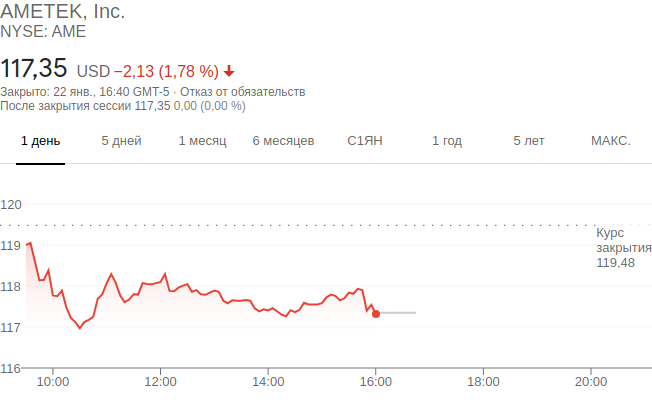 AMETEK, Inc.
NYSE: AME
117,35 USD −2,13 (1,78 %)
Закрыто: 22 янв., 16:40 GMT-5 · Отказ от обязательств
После закрытия сессии 117,35 0,00 (0,00 %)
1 день 5 дней 1 месяц 6 месяцев С1ЯН 1 год 5 лет МАКС.
120
119
118
117
116
Курс
закрытия
119,48
10:00 12:00 14:00 16:00 18:00 20:00